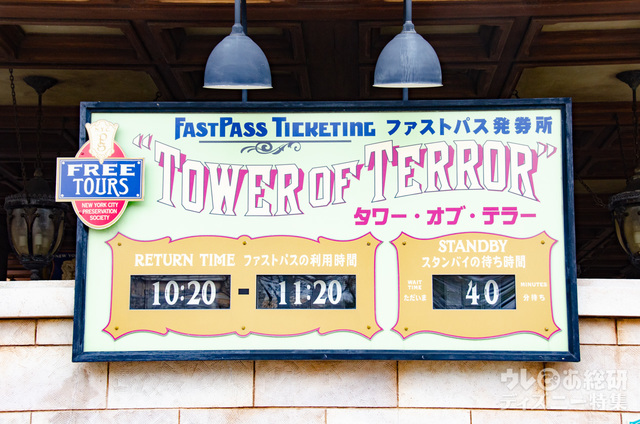 FASTPASS TICKETING ファストパス発券所
"TOWER OF TERROR"
タワー・オブ・テラー
FREE
TOURS
NEW YORK CITY
PRESERVATION
SOCIETY
RETURN TIME ファストパスの利用時間
10:20 - 11:20
STANDBY
スタンバイの待ち時間
WAIT TIME
ただいま
40
MINUTES
分待ち
ウレぴあ総研
ディズニー特集